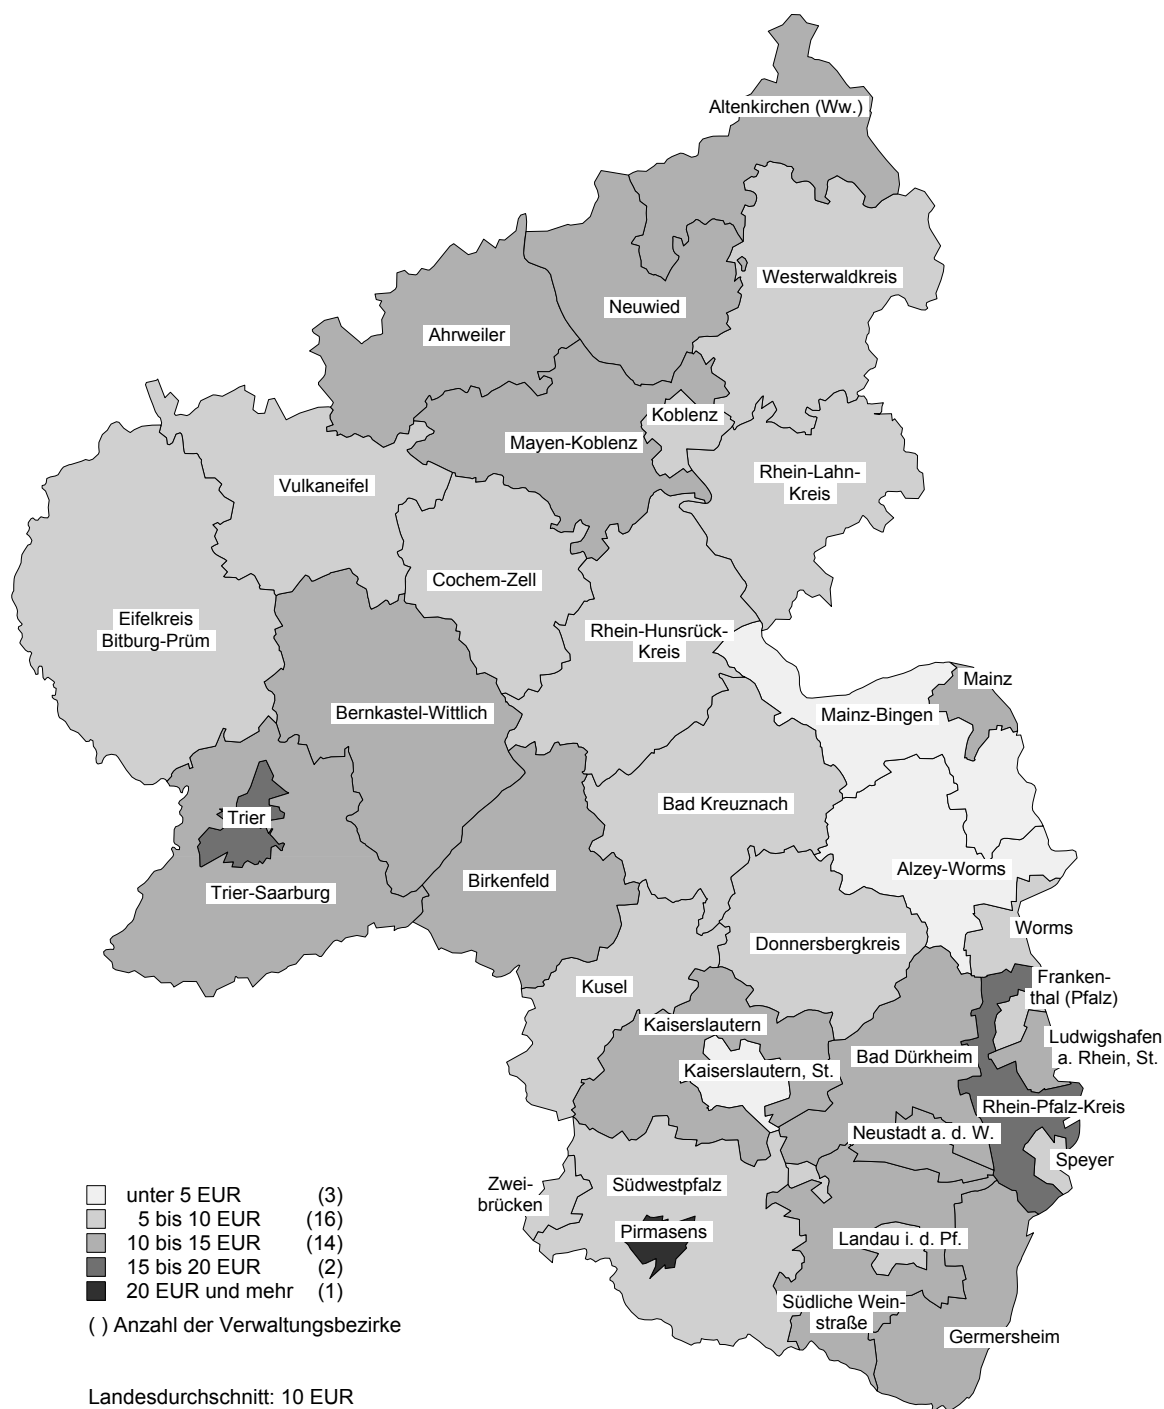 Altenkirchen (Ww.)
Westerwaldkreis
Neuwied
Ahrweiler
Koblenz
Mayen-Koblenz
Rhein-Lahn-
Kreis
Vulkaneifel
Cochem-Zell
Eifelkreis
Bitburg-Prüm
Rhein-Hunsrück-
Kreis
Mainz
Bernkastel-Wittlich
Mainz-Bingen
Bad Kreuznach
Trier
Alzey-Worms
Birkenfeld
Trier-Saarburg
Worms
Donnersbergkreis
Kusel
Franken-
thal (Pfalz)
Kaiserslautern
Ludwigshafen
a. Rhein, St.
Bad Dürkheim
Kaiserslautern, St.
Rhein-Pfalz-Kreis
Neustadt a. d. W.
Speyer
Zwei-
brücken
Südwestpfalz
Pirmasens
Landau i. d. Pf.
Südliche Wein-
straße
Germersheim
unter 5 EUR (3)
5 bis 10 EUR (16)
10 bis 15 EUR (14)
15 bis 20 EUR (2)
20 EUR und mehr (1)
( ) Anzahl der Verwaltungsbezirke
Landesdurchschnitt: 10 EUR